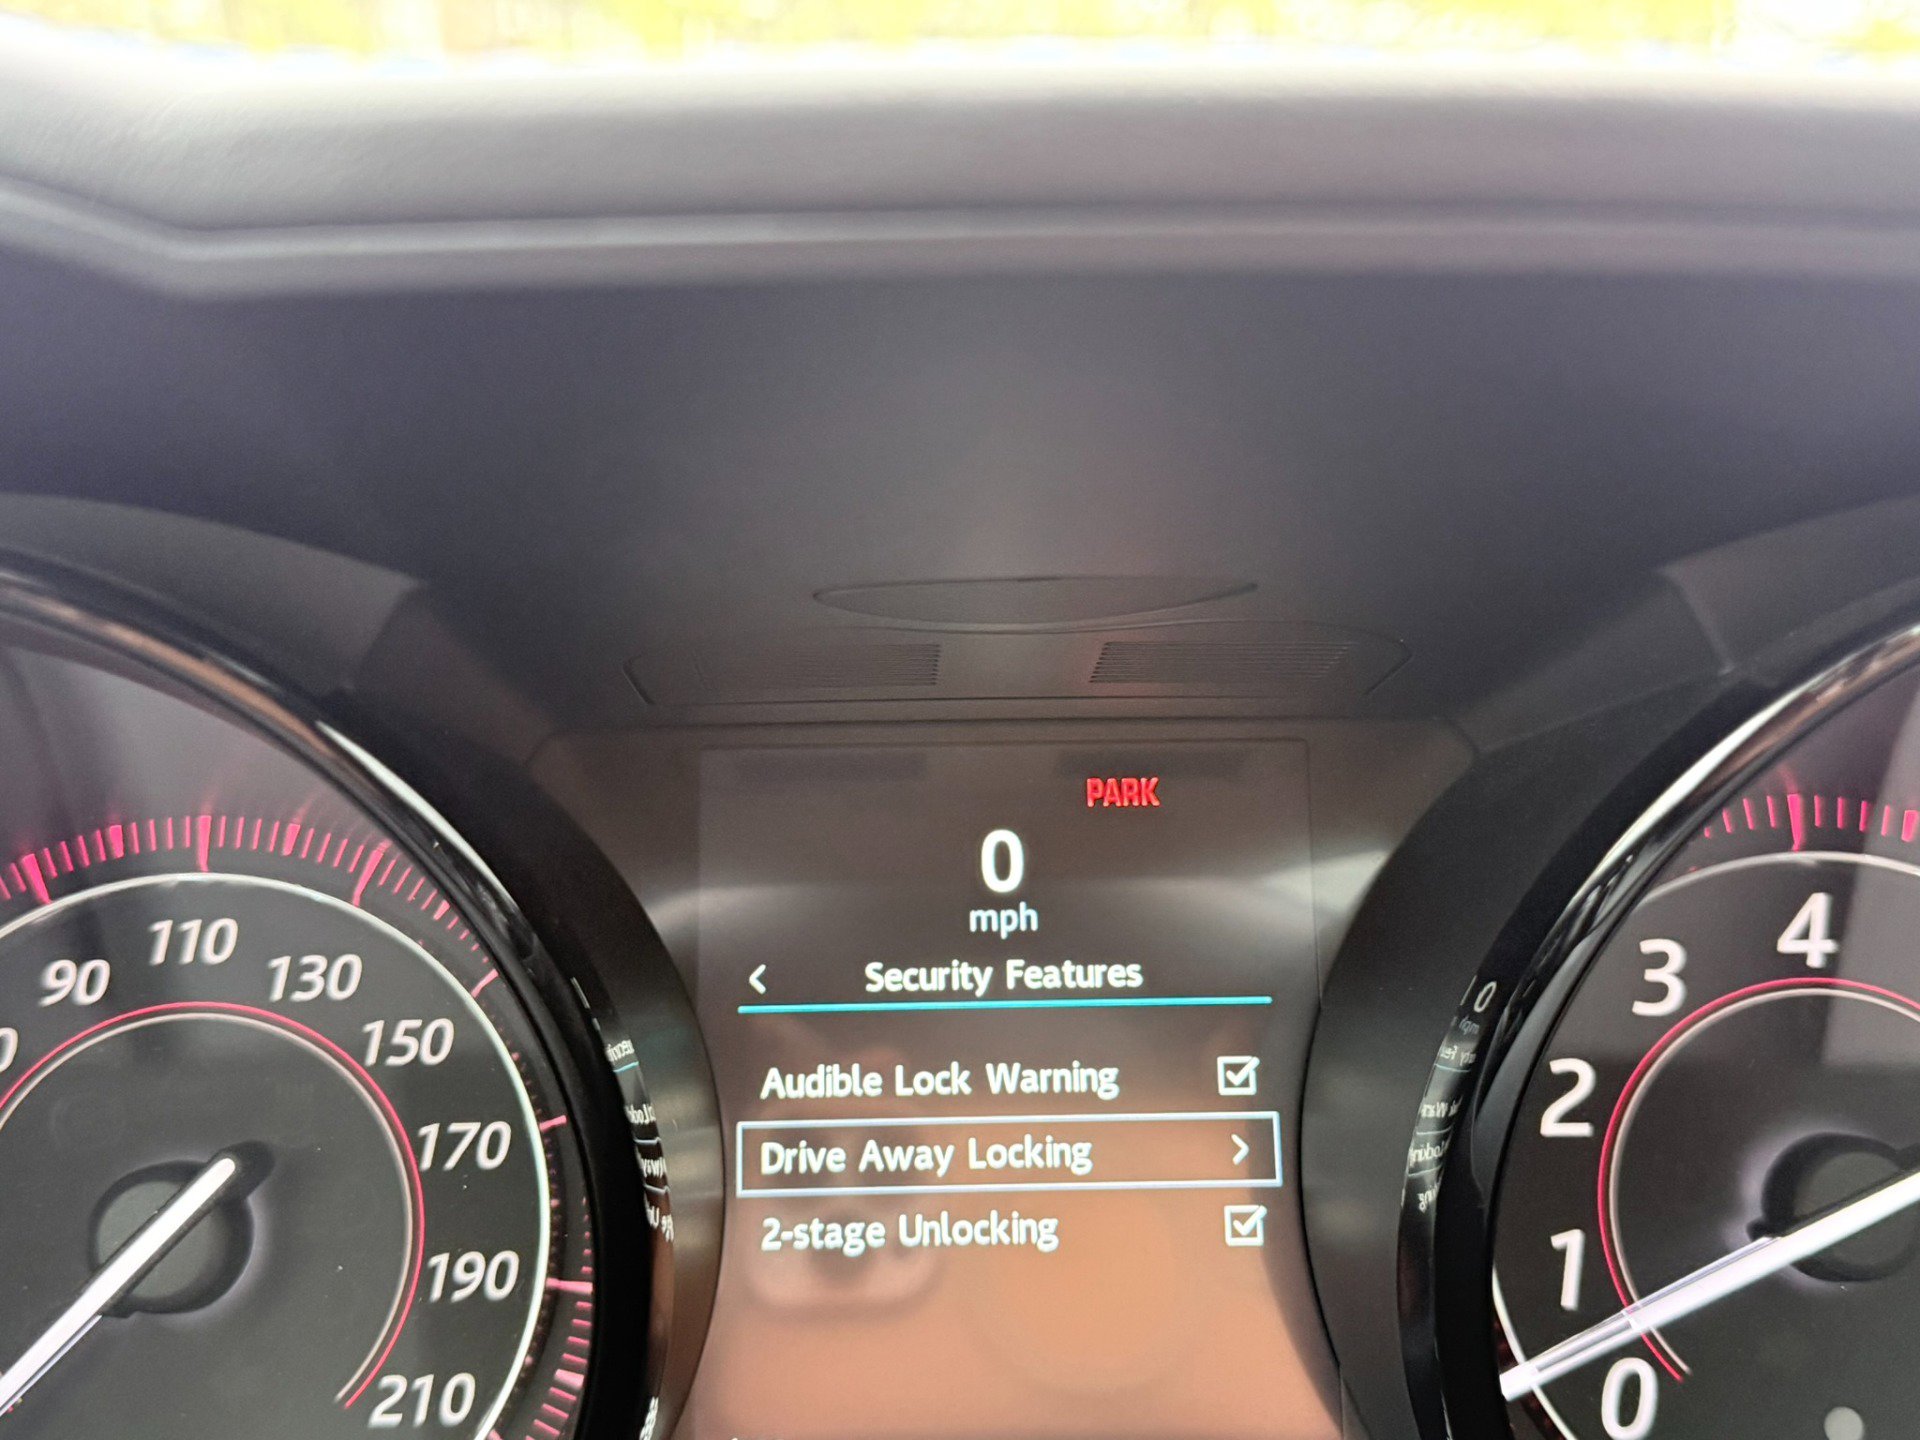 PARK
0
mph
< Security Features
Audible Lock Warning
Drive Away Locking >
2-stage Unlocking
90
110
130
150
170
190
210
4
3
2
1
0